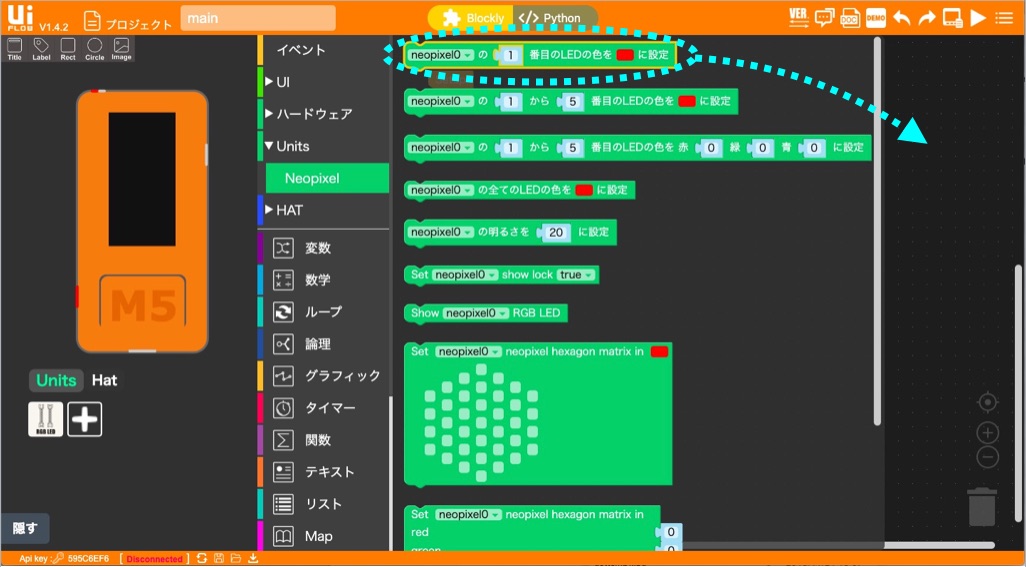 Ui
FLOW V1.4.2
プロジェクト
main
Blockly
</> Python
VER.
DOC
DEMO
Title
Label
Rect
Circle
Image
M5
Units Hat
RGB LED
隠す
イベント
UI
ハードウェア
Units
Neopixel
HAT
変数
数学
ループ
論理
グラフィック
タイマー
関数
テキスト
リスト
Map
neopixel0 の 1 番目のLEDの色を に設定
neopixel0 の 1 から 5 番目のLEDの色を に設定
neopixel0 の 1 から 5 番目のLEDの色を 赤 0 緑 0 青 0 に設定
neopixel0 の全てのLEDの色を に設定
neopixel0 の明るさを 20 に設定
Set neopixel0 show lock true
Show neopixel0 RGB LED
Set neopixel0 neopixel hexagon matrix in
Set neopixel0 neopixel hexagon matrix in
red 0
green 0
Api key : 595C6EF6 [ Disconnected ]